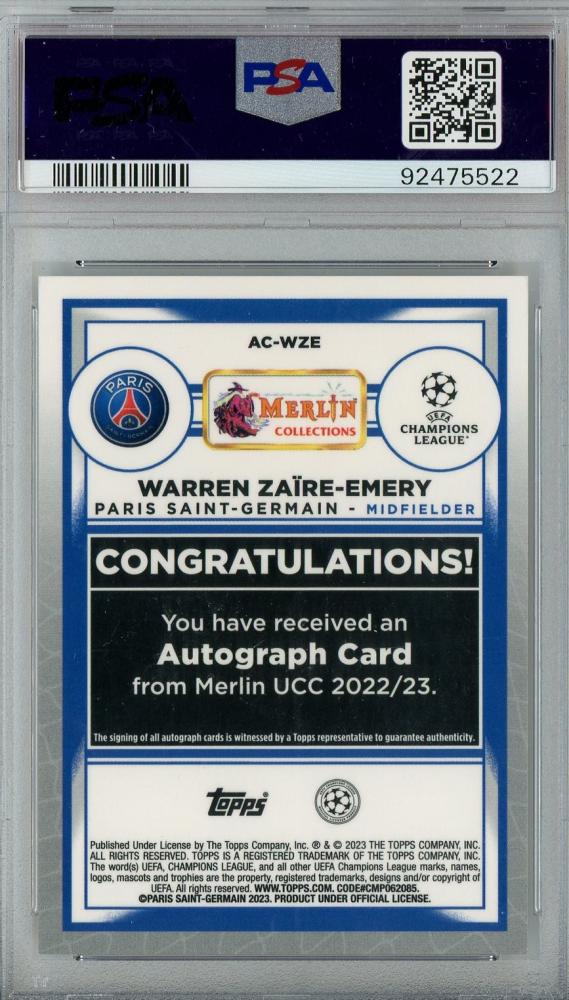 PSA
PSA
92475522
AC-WZE
PARIS
SAINT-GERMAIN
MERLIN
COLLECTIONS
UEFA
CHAMPIONS
LEAGUE
WARREN ZAÏRE-EMERY
PARIS SAINT-GERMAIN - MIDFIELDER
CONGRATULATIONS!
You have received an
Autograph Card
from Merlin UCC 2022/23.
The signing of all autograph cards is witnessed by a Topps representative to guarantee authenticity.
topps
Published Under License by The Topps Company, Inc. ® & © 2023 THE TOPPS COMPANY, INC.
ALL RIGHTS RESERVED. TOPPS IS A REGISTERED TRADEMARK OF THE TOPPS COMPANY, INC.
The word(s) UEFA, CHAMPIONS LEAGUE, and all other UEFA Champions League marks, names,
logos, mascots and trophies are the property, registered trademarks, designs and/or copyright of
UEFA. All rights reserved. WWW.TOPPS.COM. CODE#CMP062085.
©PARIS SAINT-GERMAIN 2023. PRODUCT UNDER OFFICIAL LICENSE.